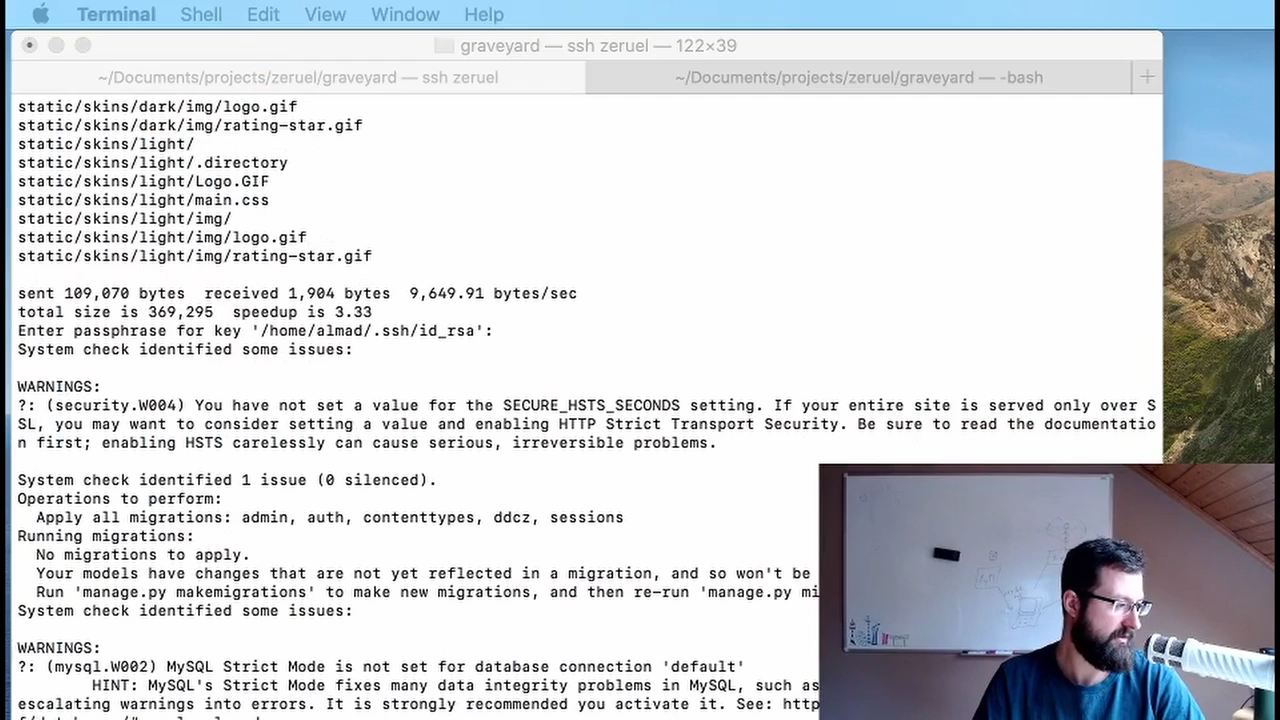 Terminal Shell Edit View Window Help
graveyard — ssh zeruel — 122×39
~/Documents/projects/zeruel/graveyard — ssh zeruel
~/Documents/projects/zeruel/graveyard — -bash
static/skins/dark/img/logo.gif
static/skins/dark/img/rating-star.gif
static/skins/light/
static/skins/light/.directory
static/skins/light/Logo.GIF
static/skins/light/main.css
static/skins/light/img/
static/skins/light/img/logo.gif
static/skins/light/img/rating-star.gif
sent 109,070 bytes  received 1,904 bytes  9,649.91 bytes/sec
total size is 369,295  speedup is 3.33
Enter passphrase for key '/home/almad/.ssh/id_rsa':
System check identified some issues:
WARNINGS:
?: (security.W004) You have not set a value for the SECURE_HSTS_SECONDS setting. If your entire site is served only over S
SL, you may want to consider setting a value and enabling HTTP Strict Transport Security. Be sure to read the documentatio
n first; enabling HSTS carelessly can cause serious, irreversible problems.
System check identified 1 issue (0 silenced).
Operations to perform:
  Apply all migrations: admin, auth, contenttypes, ddcz, sessions
Running migrations:
  No migrations to apply.
  Your models have changes that are not yet reflected in a migration, and so won't be
  Run 'manage.py makemigrations' to make new migrations, and then re-run 'manage.py mi
System check identified some issues:
WARNINGS:
?: (mysql.W002) MySQL Strict Mode is not set for database connection 'default'
        HINT: MySQL's Strict Mode fixes many data integrity problems in MySQL, such as
escalating warnings into errors. It is strongly recommended you activate it. See: http